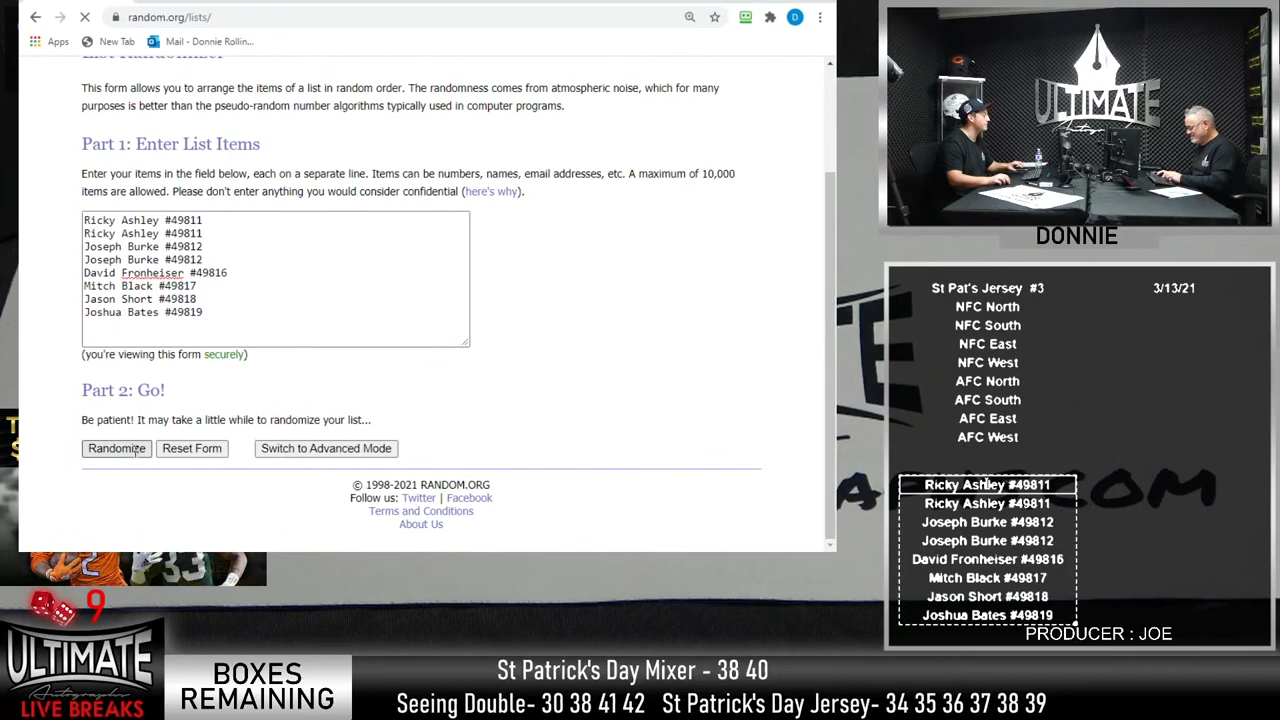 random.org/lists/
Apps New Tab Mail - Donnie Rollin...
List Randomizer
This form allows you to arrange the items of a list in random order. The randomness comes from atmospheric noise, which for many
purposes is better than the pseudo-random number algorithms typically used in computer programs.
Part 1: Enter List Items
Enter your items in the field below, each on a separate line. Items can be numbers, names, email addresses, etc. A maximum of 10,000
items are allowed. Please don't enter anything you would consider confidential (here's why).
Ricky Ashley #49811
Ricky Ashley #49811
Joseph Burke #49812
Joseph Burke #49812
David Fronheiser #49816
Mitch Black #49817
Jason Short #49818
Joshua Bates #49819
(you're viewing this form securely)
Part 2: Go!
Be patient! It may take a little while to randomize your list...
Randomize Reset Form Switch to Advanced Mode
© 1998-2021 RANDOM.ORG
Follow us: Twitter | Facebook
Terms and Conditions
About Us
D
ULTIMATE
Autographs
DONNIE
St Pat's Jersey #3 3/13/21
NFC North
NFC South
NFC East
NFC West
AFC North
AFC South
AFC East
AFC West
Ricky Ashley #49811
Ricky Ashley #49811
Joseph Burke #49812
Joseph Burke #49812
David Fronheiser #49816
Mitch Black #49817
Jason Short #49818
Joshua Bates #49819
PRODUCER : JOE
9
ULTIMATE
Autographs
LIVE BREAKS
BOXES
REMAINING
St Patrick's Day Mixer - 38 40
Seeing Double- 30 38 41 42 St Patrick's Day Jersey- 34 35 36 37 38 39